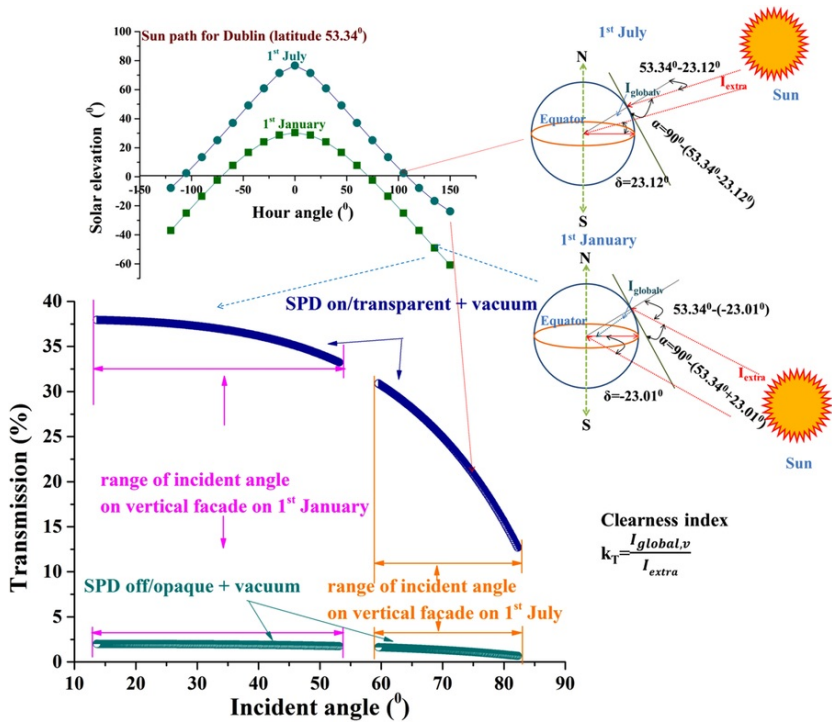 Sun path for Dublin (latitude 53.34⁰)
1st July
1st January
100
80
60
40
20
0
-20
-40
-60
Solar elevation (⁰)
-150
-100
-50
0
50
100
150
Hour angle (⁰)
1st July
N
53.34⁰-23.12⁰
Iglobalv
Iextra
Sun
Equator
α=90⁰-(53.34⁰-23.12⁰)
δ=23.12⁰
S
1st January
N
Iglobalv
53.34⁰-(-23.01⁰)
Equator
α=90⁰-(53.34⁰+23.01⁰)
Iextra
δ=-23.01⁰
S
Sun
40
35
30
25
20
15
10
5
0
Transmission (%)
SPD on/transparent + vacuum
range of incident angle
on vertical facade on 1st January
SPD off/opaque + vacuum
range of incident angle
on vertical facade on 1st July
10
20
30
40
50
60
70
80
90
Incident angle (⁰)
Clearness index
kT=Iglobal,v/Iextra